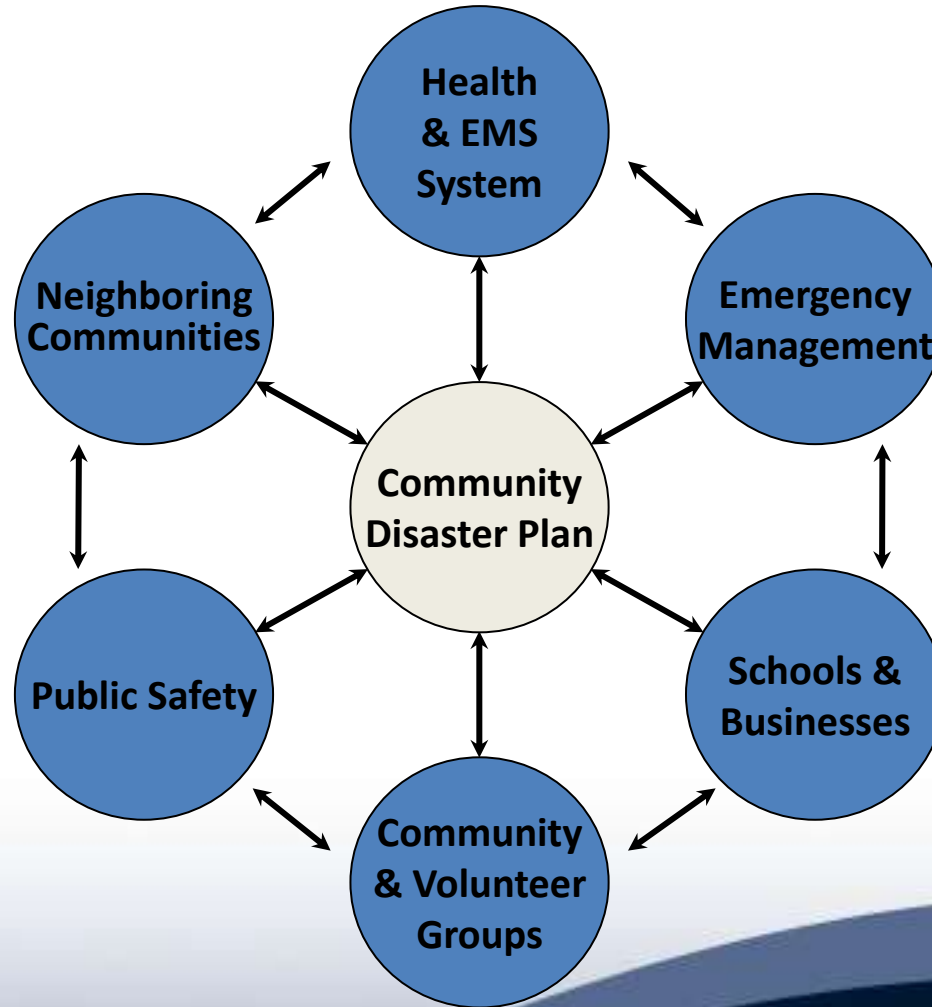 Health
& EMS
System
Neighboring
Communities
Emergency
Management
Community
Disaster Plan
Public Safety
Schools &
Businesses
Community
& Volunteer
Groups